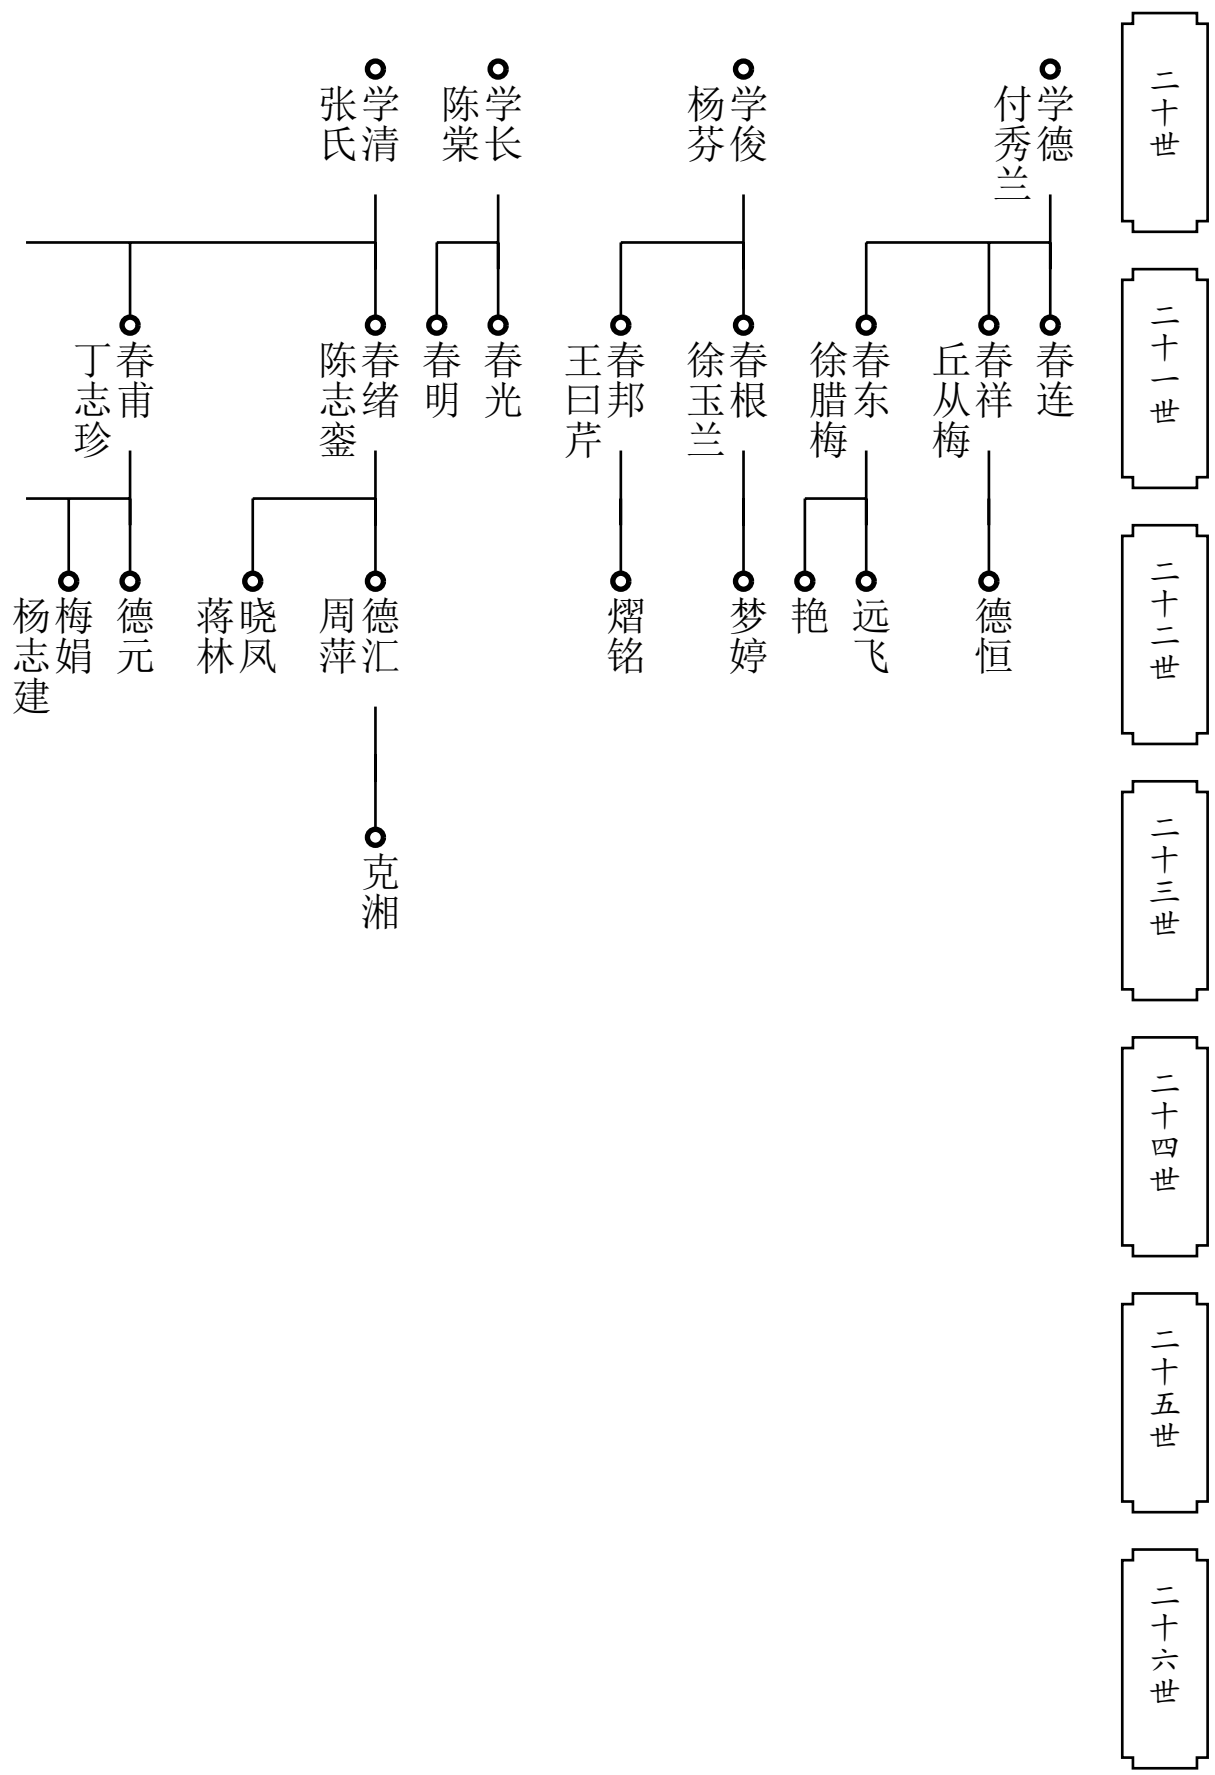 二十世
学德
付秀兰
学俊
杨芬
学长
陈棠
学清
张氏
二十一世
春连
春祥
丘从梅
春东
徐腊梅
春根
徐玉兰
春邦
王曰芹
春光
春明
春绪
陈志銮
春甫
丁志珍
二十二世
德恒
远飞
艳
梦婷
熠铭
德汇
周萍
晓凤
蒋林
德元
梅娟
杨志建
二十三世
克湘
二十四世
二十五世
二十六世